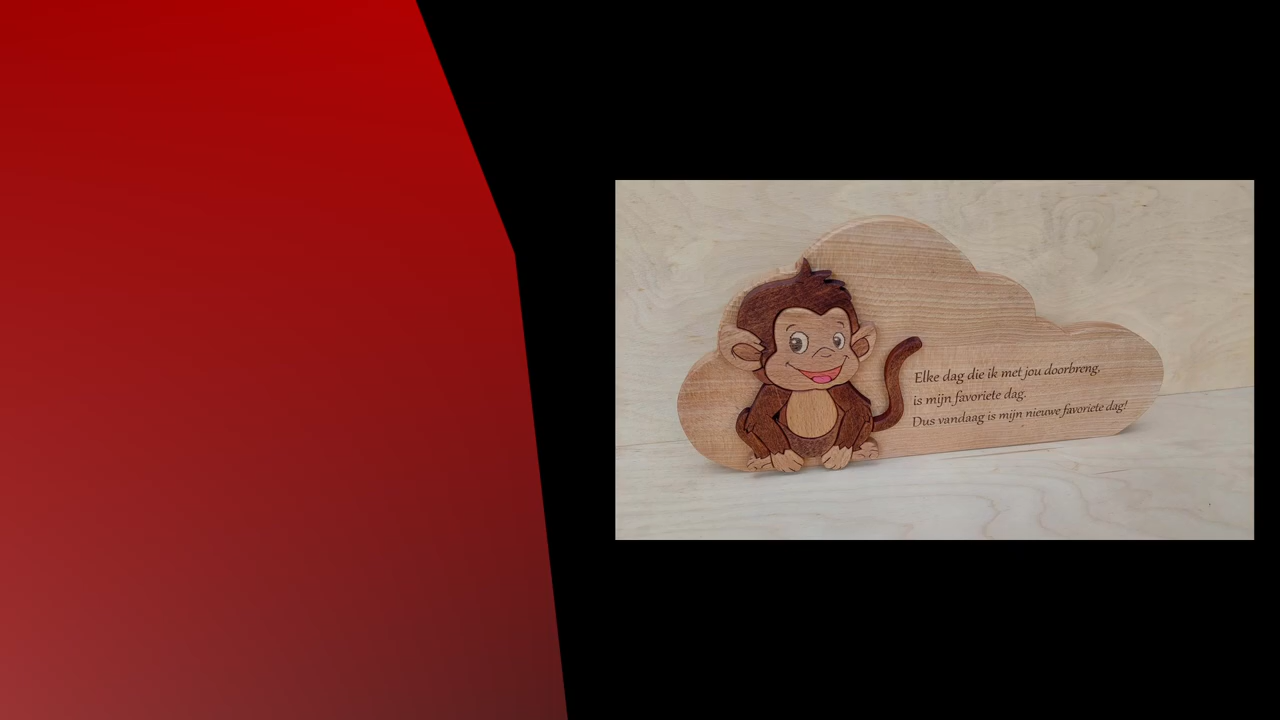 Elke dag die ik met jou doorbreng,
is mijn favoriete dag.
Dus vandaag is mijn nieuwe favoriete dag!